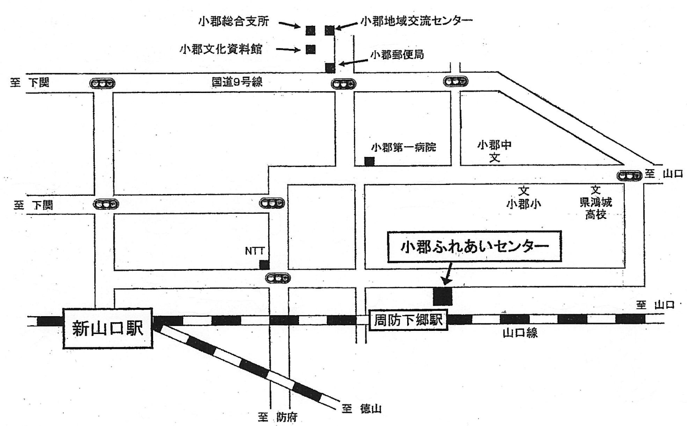 小郡総合支所
小郡地域交流センター
小郡文化資料館
小郡郵便局
至 下関
国道9号線
小郡第一病院
小郡中
文
至 山口
至 下関
文
小郡小
文
県鴻城
高校
NTT
小郡ふれあいセンター
至 山口
新山口駅
周防下郷駅
山口線
至 徳山
至 防府